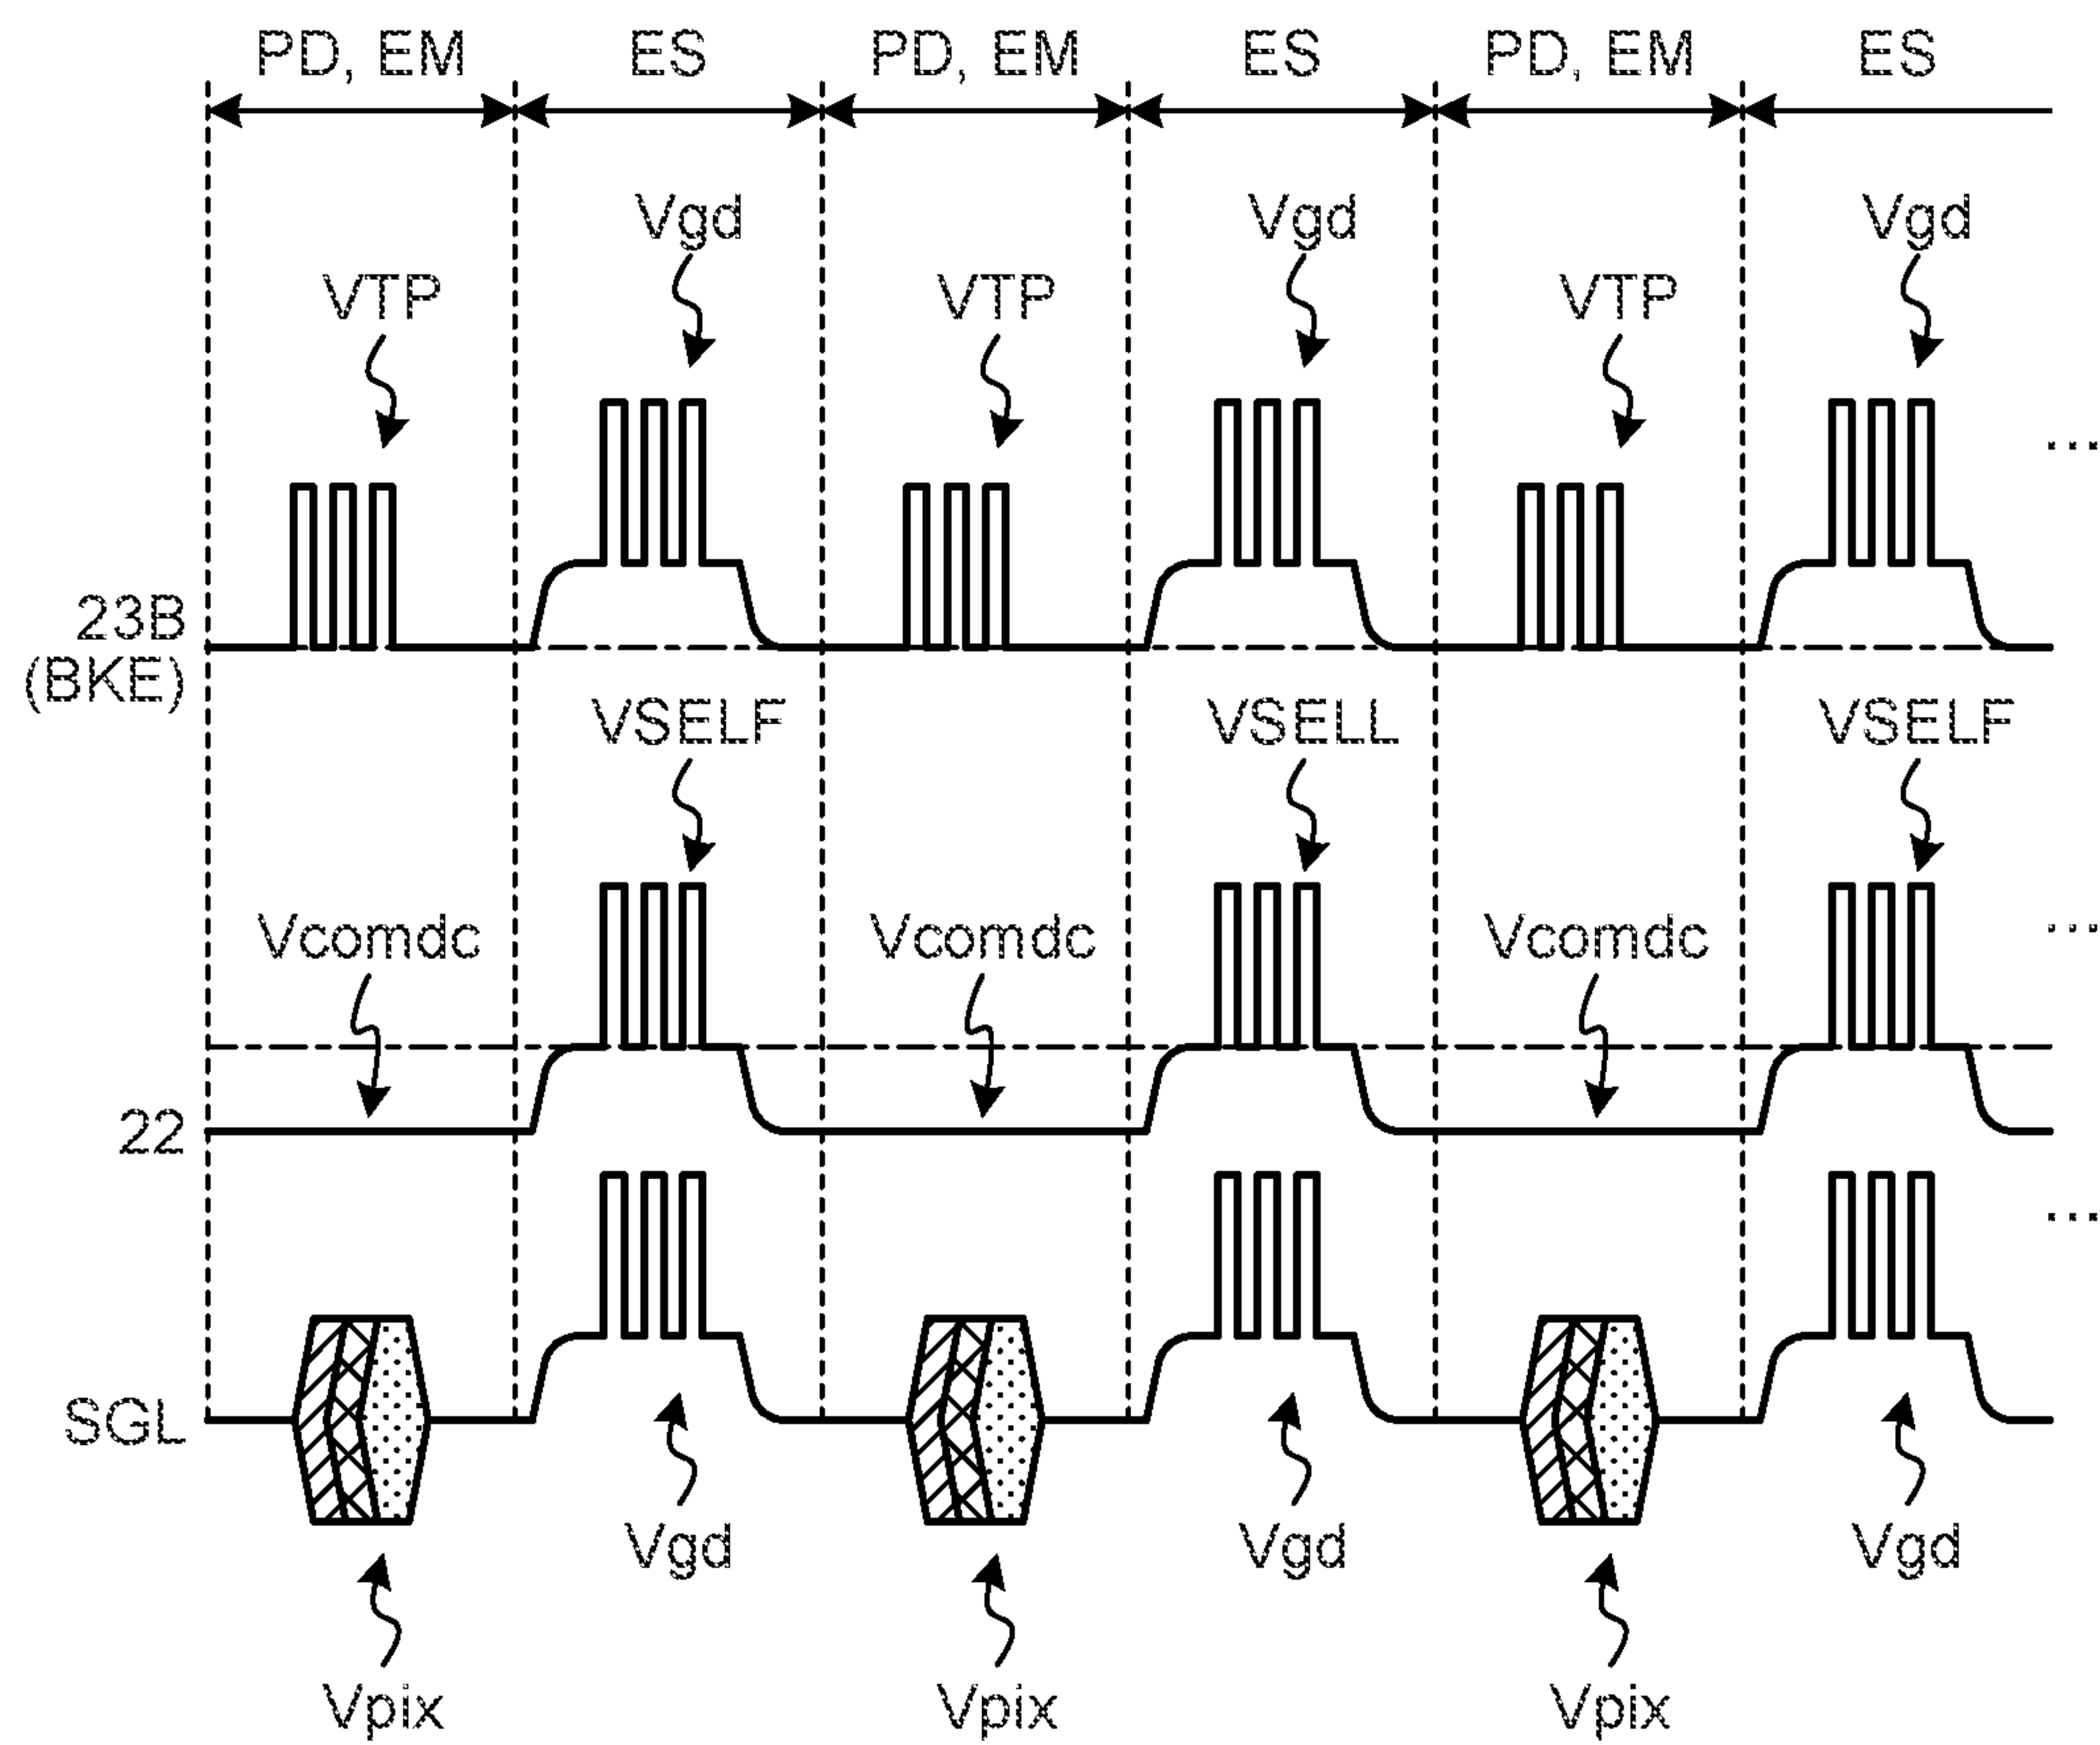 PD, EM ES PD, EM ES PD, EM ES
Vgd Vgd Vgd
VTP VTP VTP
...
23B
(BKE)
VSELF VSELL VSELF
Vcomdc Vcomdc Vcomdc ...
22
...
SGL
Vgd Vgd Vgd
Vpix Vpix Vpix